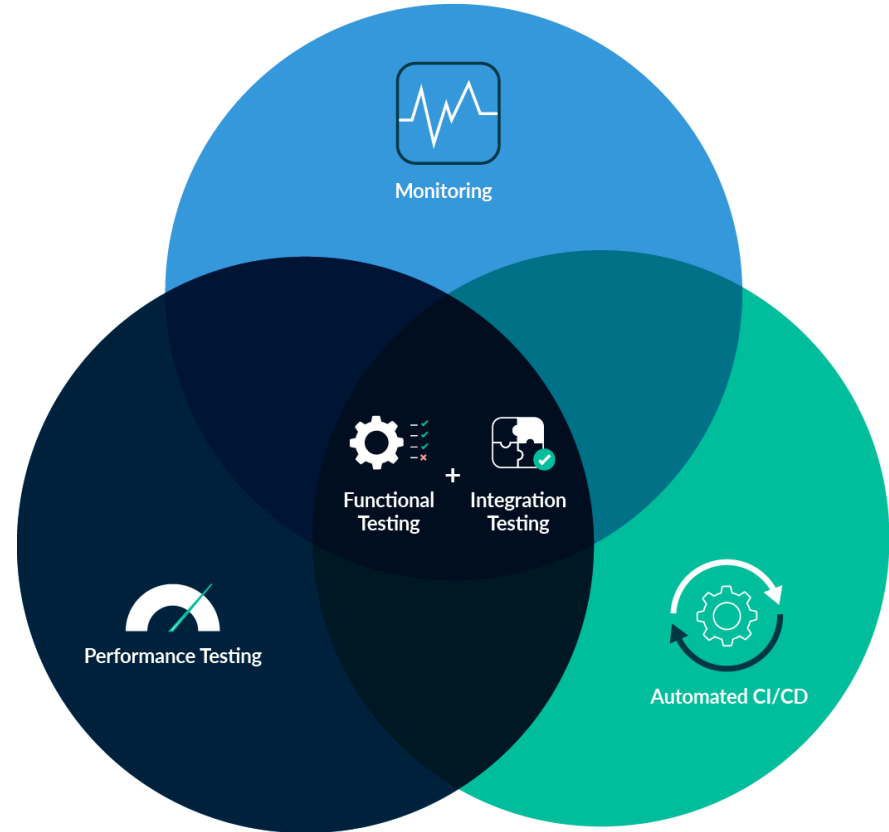 Monitoring
Functional
Testing
+
Integration
Testing
Performance Testing
Automated CI/CD